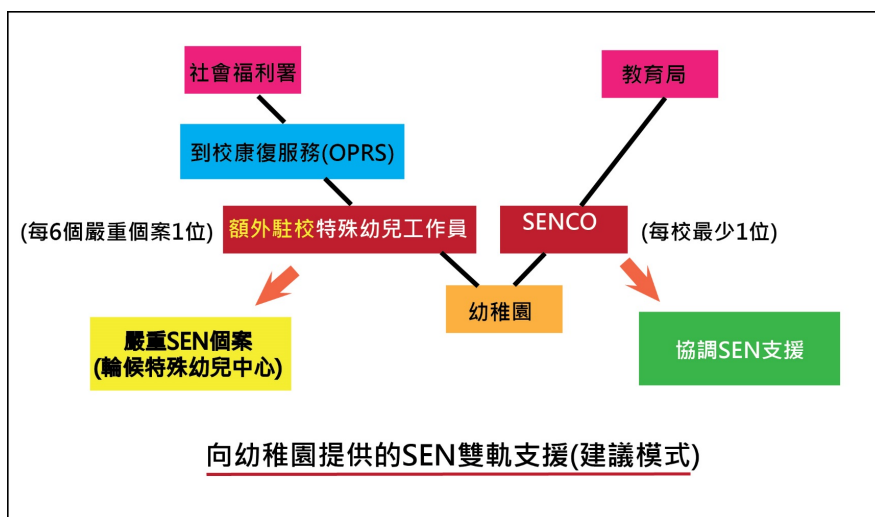 社會福利署
教育局
到校康復服務(OPRS)
(每6個嚴重個案1位)
額外駐校特殊幼兒工作員
SENCO
(每校最少1位)
幼稚園
嚴重SEN個案
(輪候特殊幼兒中心)
協調SEN支援
向幼稚園提供的SEN雙軌支援(建議模式)